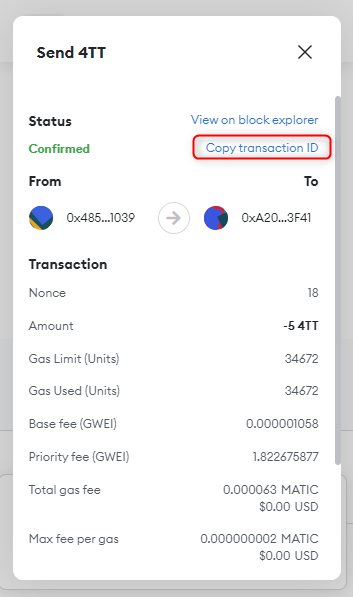 Send 4TT
Status
View on block explorer
Confirmed
Copy transaction ID
From
To
0x485...1039
0xA20...3F41
Transaction
Nonce
18
Amount
-5 4TT
Gas Limit (Units)
34672
Gas Used (Units)
34672
Base fee (GWEI)
0.000001058
Priority fee (GWEI)
1.822675877
Total gas fee
0.000063 MATIC
$0.00 USD
Max fee per gas
0.000000002 MATIC
$0.00 USD